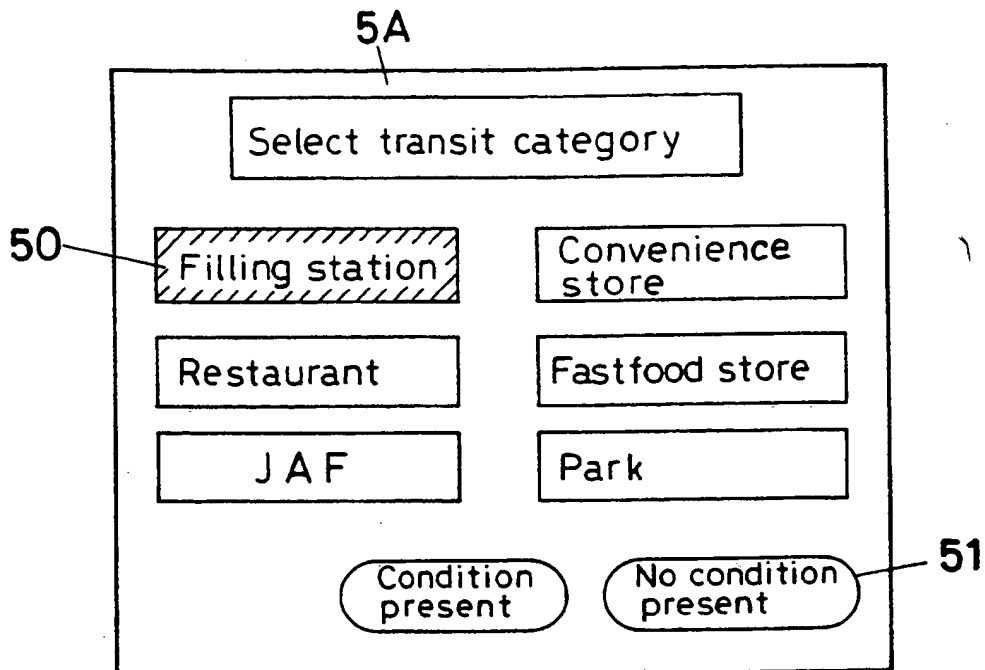 5A
Select transit category
50
Filling station
Convenience
store
Restaurant
Fastfood store
JAF
Park
Condition
present
No condition
present
51